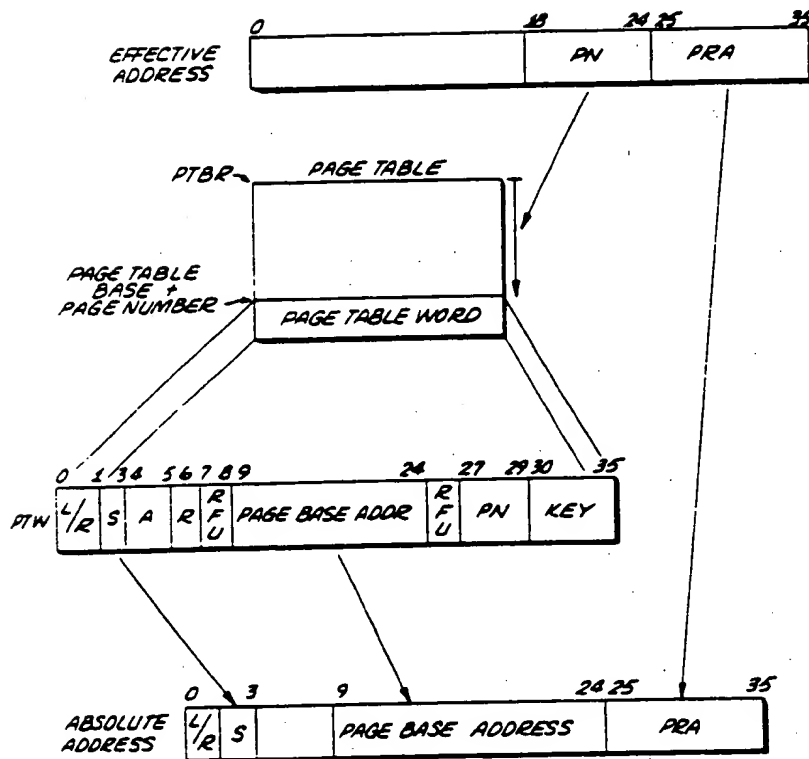 0 18 24 25 35
EFFECTIVE
ADDRESS
PN PRA
PAGE TABLE
PTBR
PAGE TABLE
BASE +
PAGE NUMBER
PAGE TABLE WORD
0 1 3 4 5 6 7 8 9 24 27 29 30 35
PTW L/R S A R RFU PAGE BASE ADDR RFU PN KEY
0 3 9 24 25 35
ABSOLUTE
ADDRESS
L/R S PAGE BASE ADDRESS PRA